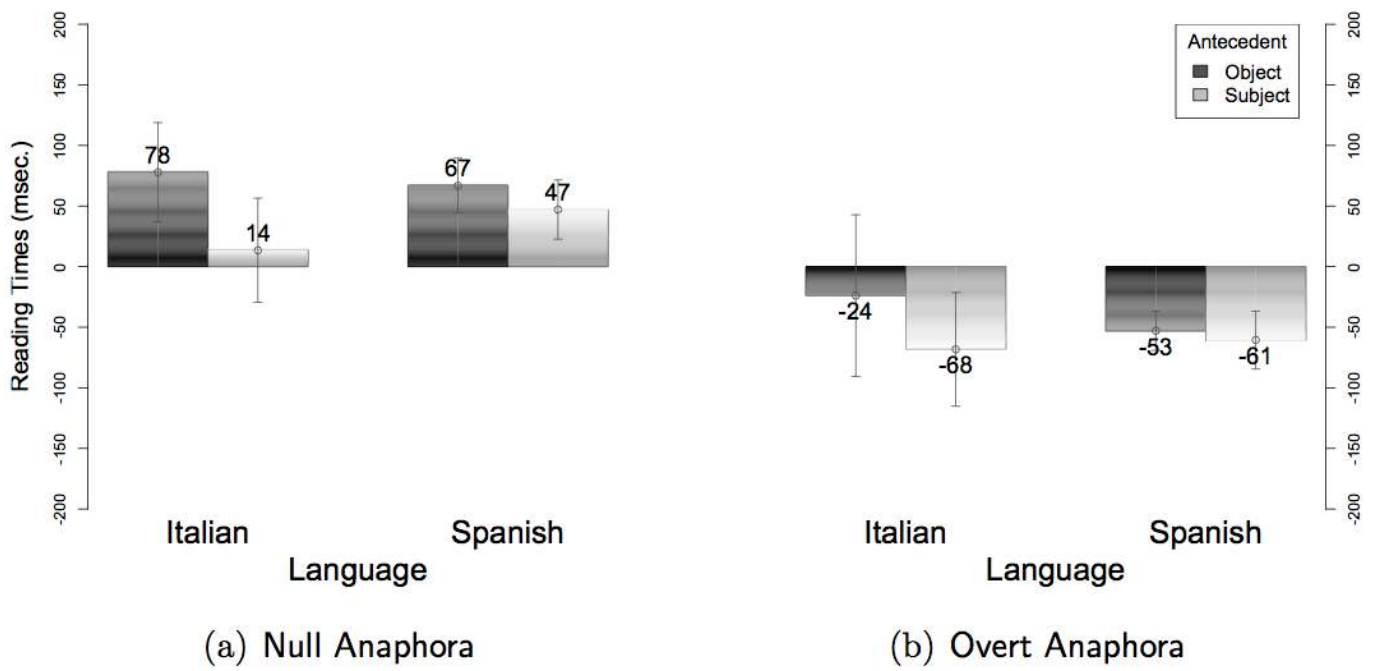 Reading Times (msec.)
200
150
100
50
0
-50
-100
-150
-200
78
14
67
47
Italian
Spanish
Language
(a) Null Anaphora
Antecedent
Object
Subject
-24
-68
-53
-61
200
150
100
50
0
-50
-100
-150
-200
Italian
Spanish
Language
(b) Overt Anaphora